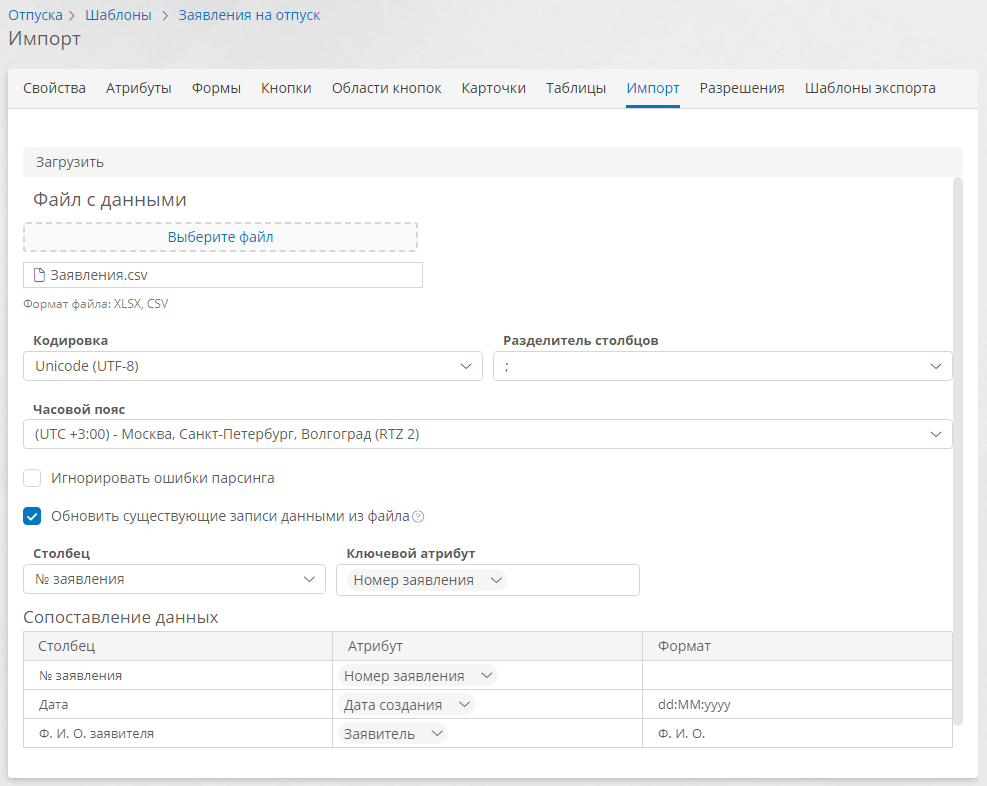 Отпуска > Шаблоны > Заявления на отпуск
Импорт
Свойства Атрибуты Формы Кнопки Области кнопок Карточки Таблицы Импорт Разрешения Шаблоны экспорта
Загрузить
Файл с данными
Выберите файл
Заявления.csv
Формат файла: XLSX, CSV
Кодировка Разделитель столбцов
Unicode (UTF-8) ;
Часовой пояс
(UTC +3:00) - Москва, Санкт-Петербург, Волгоград (RTZ 2)
Игнорировать ошибки парсинга
Обновить существующие записи данными из файла ?
Столбец Ключевой атрибут
№ заявления Номер заявления
Сопоставление данных
Столбец Атрибут Формат
№ заявления Номер заявления
Дата Дата создания dd:MM:yyyy
Ф. И. О. заявителя Заявитель Ф. И. О.